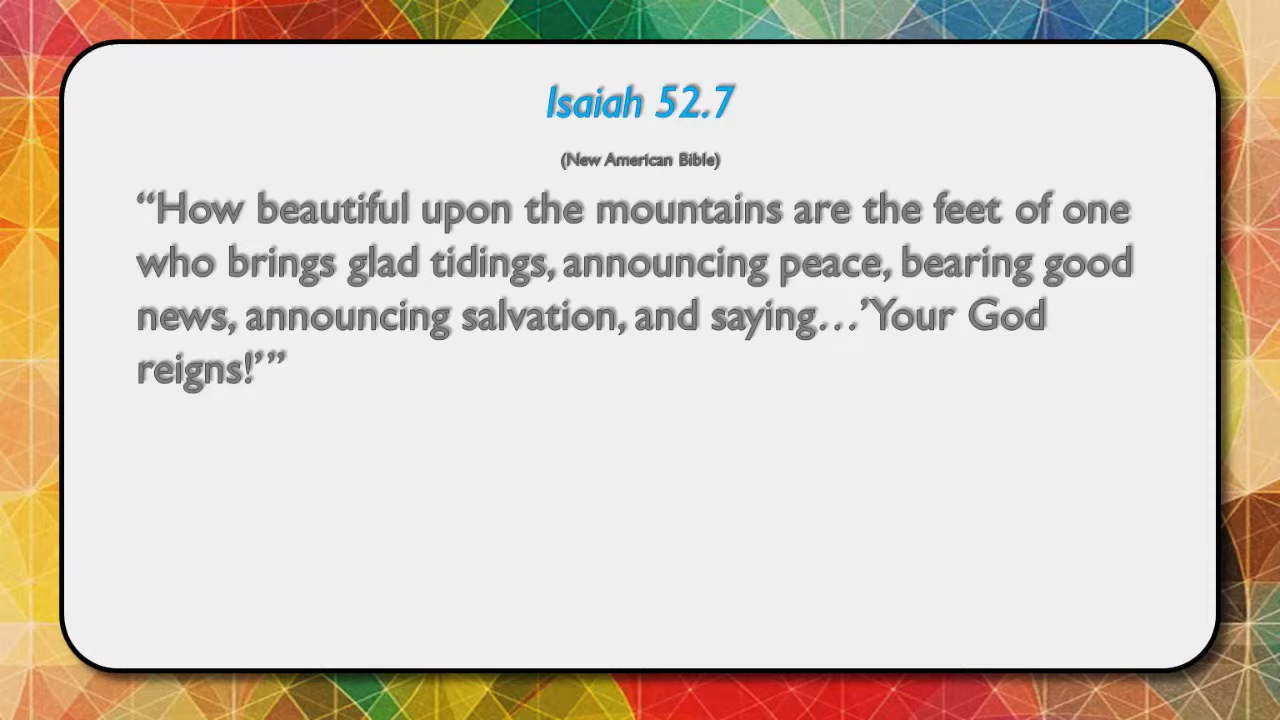 Isaiah 52.7
(New American Bible)
“How beautiful upon the mountains are the feet of one
who brings glad tidings, announcing peace, bearing good
news, announcing salvation, and saying…’Your God
reigns!’”